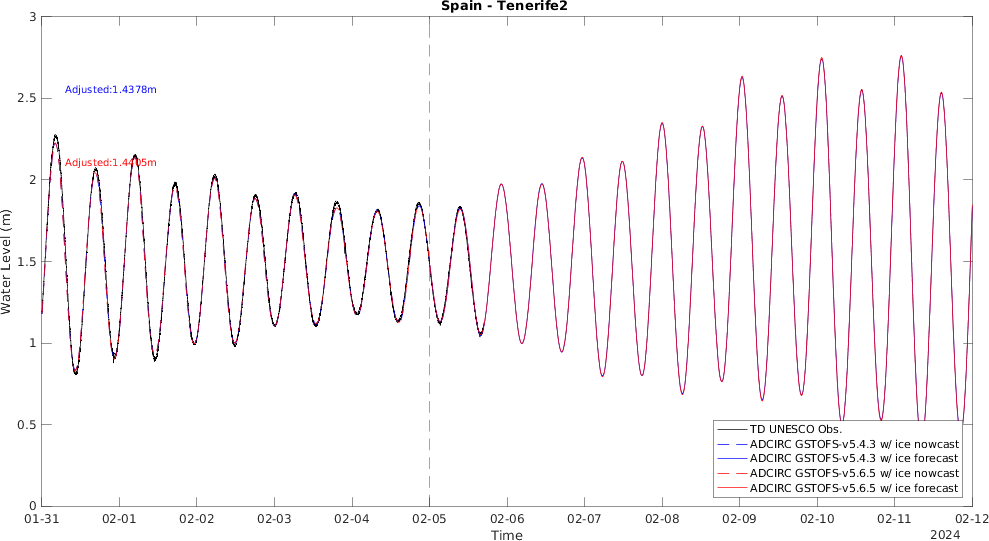 Spain - Tenerife2
3
2.5
2
1.5
1
0.5
0
Water Level (m)
Adjusted:1.4378m
Adjusted:1.4405m
TD UNESCO Obs.
ADCIRC GSTOFS-v5.4.3 w/ ice nowcast
ADCIRC GSTOFS-v5.4.3 w/ ice forecast
ADCIRC GSTOFS-v5.6.5 w/ ice nowcast
ADCIRC GSTOFS-v5.6.5 w/ ice forecast
01-31 02-01 02-02 02-03 02-04 02-05 02-06 02-07 02-08 02-09 02-10 02-11 02-12
Time
2024